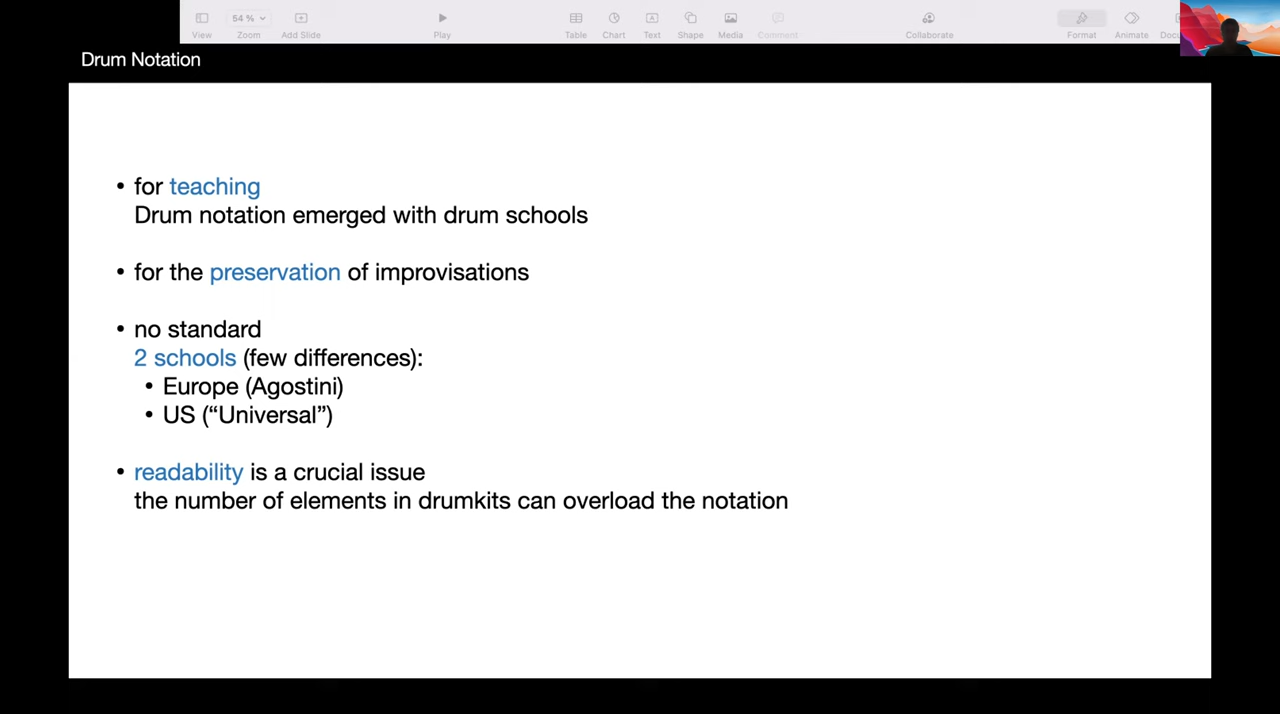 54 %
View
Zoom
Add Slide
Play
Table
Chart
Text
Shape
Media
Comment
Collaborate
Format
Animate
Drum Notation
• for teaching
Drum notation emerged with drum schools
• for the preservation of improvisations
• no standard
2 schools (few differences):
• Europe (Agostini)
• US (“Universal”)
• readability is a crucial issue
the number of elements in drumkits can overload the notation